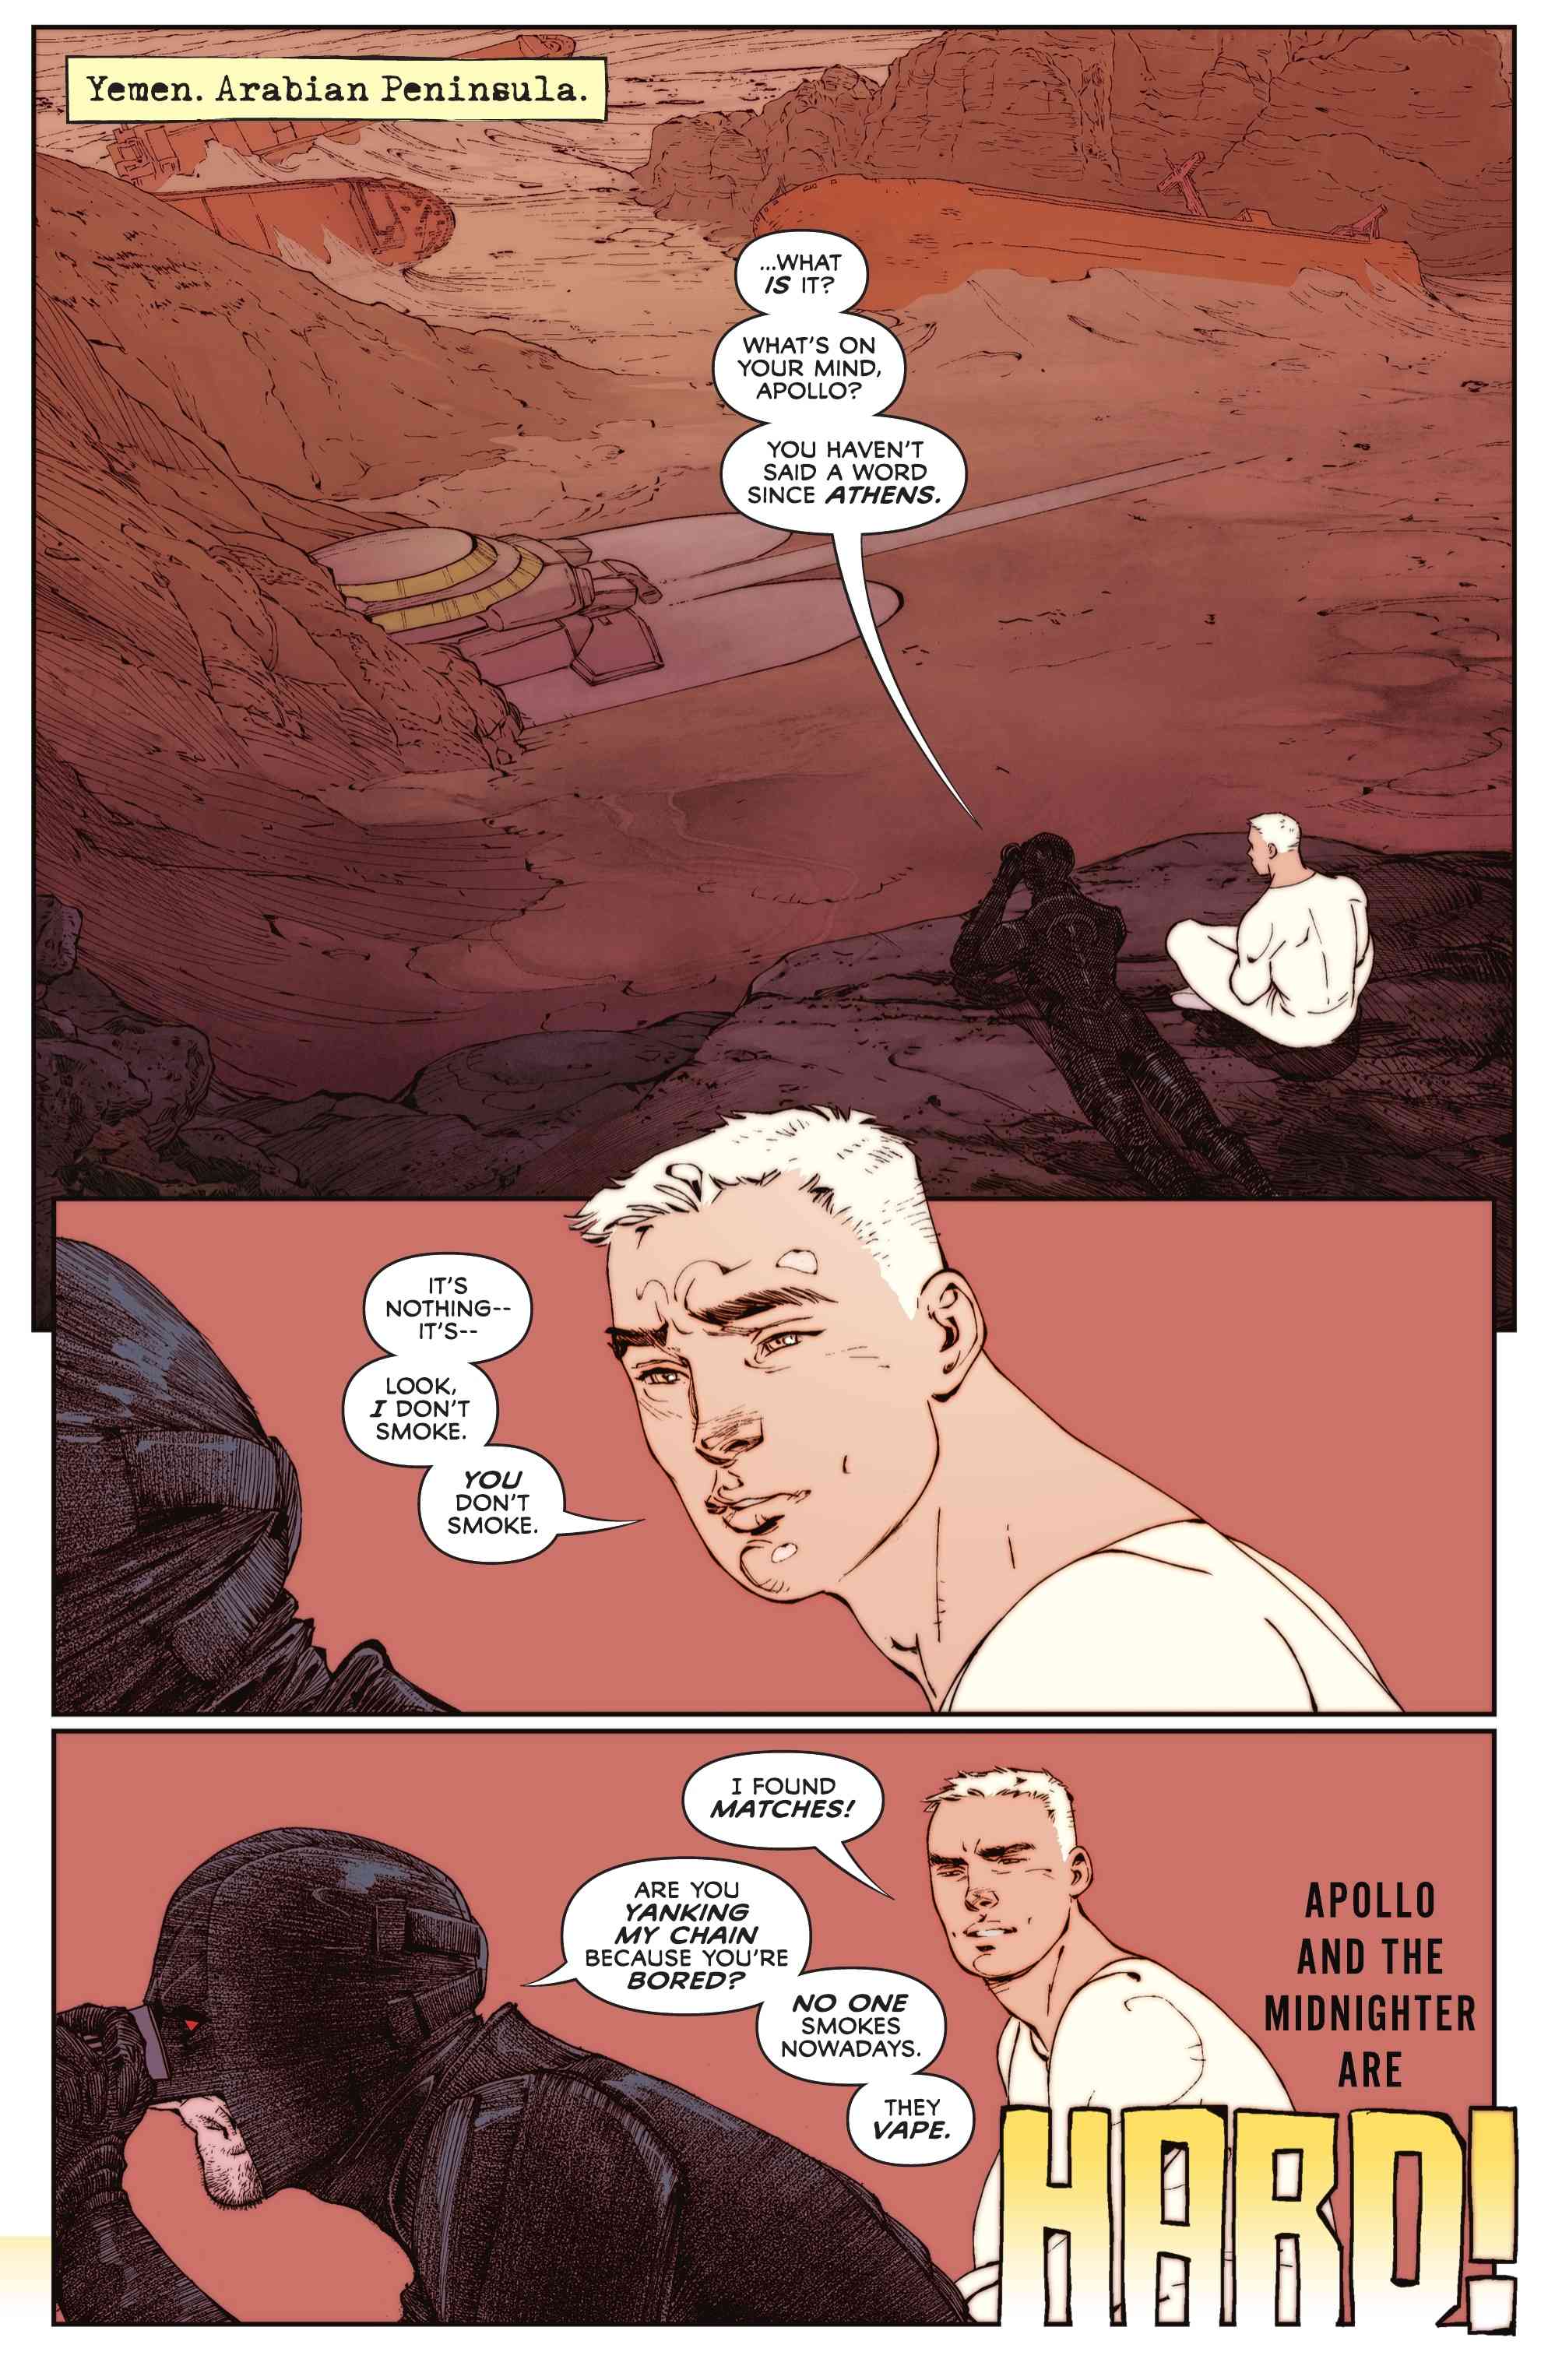 Yemen. Arabian Peninsula.
...WHAT
IS IT?
WHAT'S ON
YOUR MIND,
APOLLO?
YOU HAVEN'T
SAID A WORD
SINCE ATHENS.
IT'S
NOTHING--
IT'S--
LOOK,
I DON'T
SMOKE.
YOU
DON'T
SMOKE.
I FOUND
MATCHES!
ARE YOU
YANKING
MY CHAIN
BECAUSE YOU'RE
BORED?
NO ONE
SMOKES
NOWADAYS.
THEY
VAPE.
APOLLO
AND THE
MIDNIGHTER
ARE
HARD!